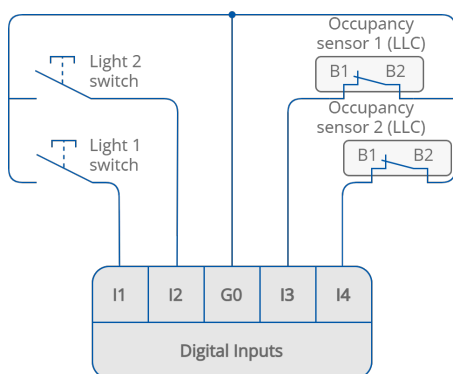 Light 2
switch
Occupancy
sensor 1 (LLC)
B1 B2
Light 1
switch
Occupancy
sensor 2 (LLC)
B1 B2
I1 I2 G0 I3 I4
Digital Inputs